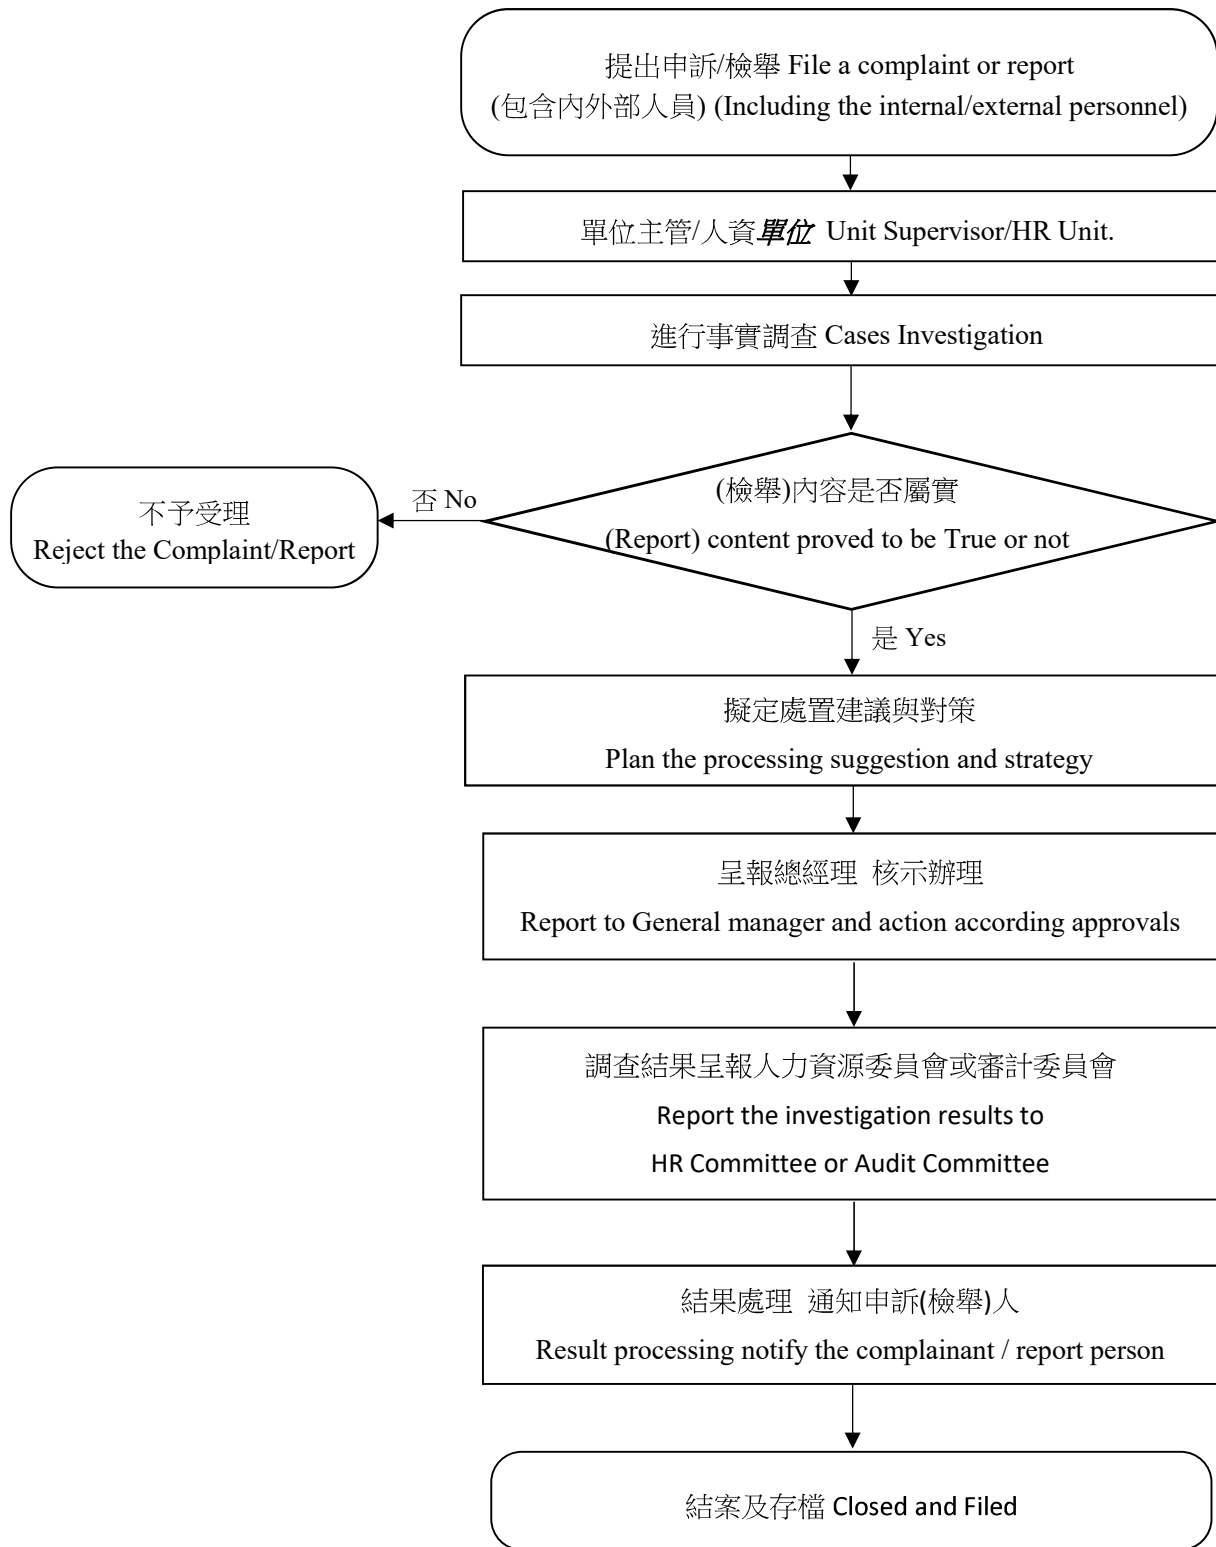 提出申訴/檢舉 File a complaint or report
(包含內外部人員) (Including the internal/external personnel)
單位主管/人資單位 Unit Supervisor/HR Unit.
進行事實調查 Cases Investigation
(檢舉)內容是否屬實
(Report) content proved to be True or not
否 No
不予受理
Reject the Complaint/Report
是 Yes
擬定處置建議與對策
Plan the processing suggestion and strategy
呈報總經理 核示辦理
Report to General manager and action according approvals
調查結果呈報人力資源委員會或審計委員會
Report the investigation results to
HR Committee or Audit Committee
結果處理 通知申訴(檢舉)人
Result processing notify the complainant / report person
結案及存檔 Closed and Filed